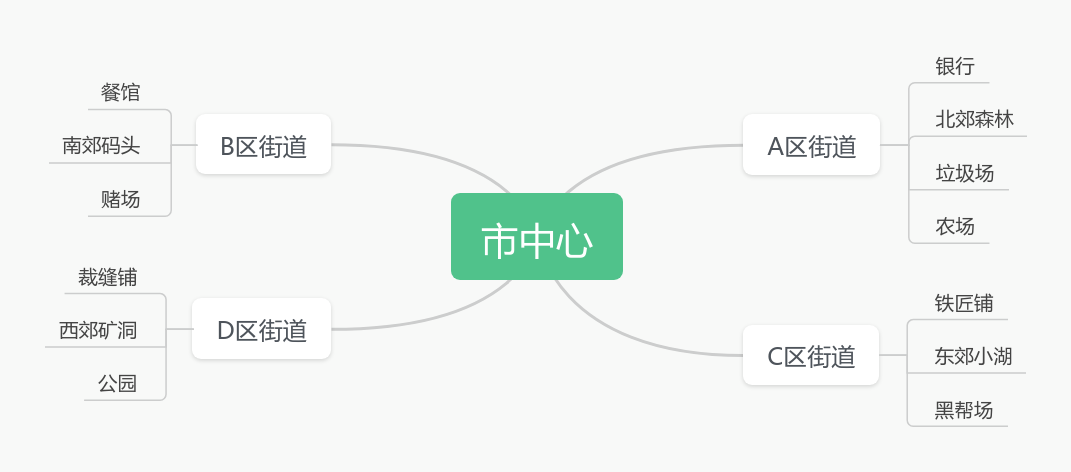 市中心
A区街道
银行
北郊森林
垃圾场
农场
B区街道
餐馆
南郊码头
赌场
C区街道
铁匠铺
东郊小湖
黑帮场
D区街道
裁缝铺
西郊矿洞
公园